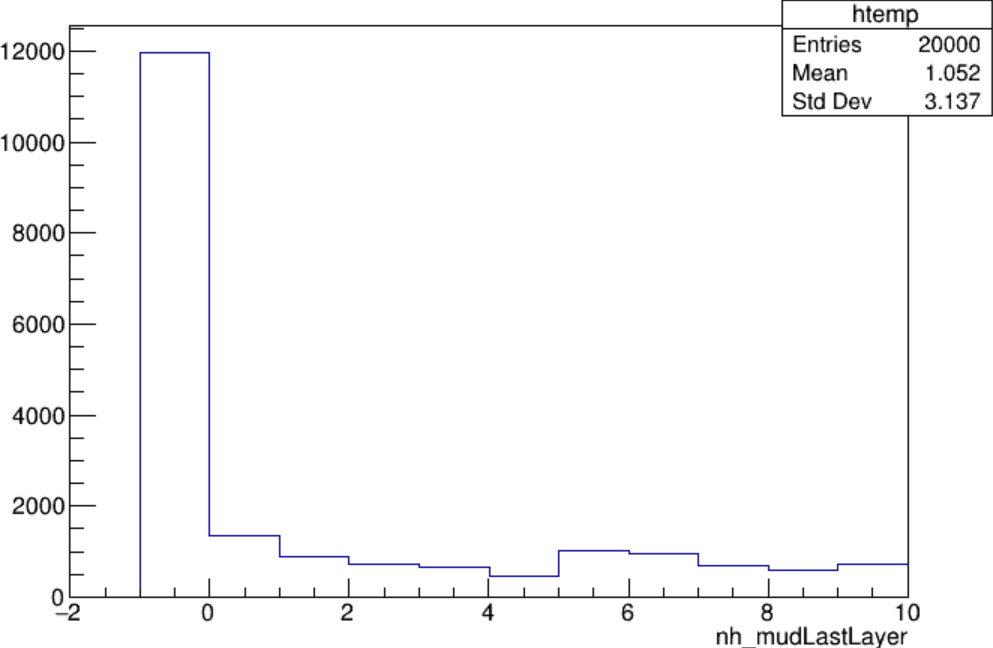 htemp
Entries 20000
Mean 1.052
Std Dev 3.137
12000
10000
8000
6000
4000
2000
0
−2 0 2 4 6 8 10
nh_mudLastLayer